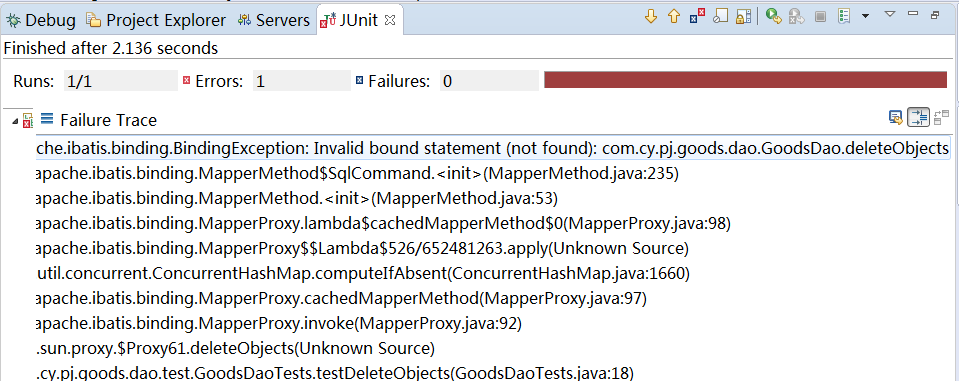 Debug Project Explorer Servers JUnit
Finished after 2.136 seconds
Runs: 1/1 Errors: 1 Failures: 0
Failure Trace
che.ibatis.binding.BindingException: Invalid bound statement (not found): com.cy.pj.goods.dao.GoodsDao.deleteObjects
apache.ibatis.binding.MapperMethod$SqlCommand.<init>(MapperMethod.java:235)
apache.ibatis.binding.MapperMethod.<init>(MapperMethod.java:53)
apache.ibatis.binding.MapperProxy.lambda$cachedMapperMethod$0(MapperProxy.java:98)
apache.ibatis.binding.MapperProxy$$Lambda$526/652481263.apply(Unknown Source)
util.concurrent.ConcurrentHashMap.computeIfAbsent(ConcurrentHashMap.java:1660)
apache.ibatis.binding.MapperProxy.cachedMapperMethod(MapperProxy.java:97)
apache.ibatis.binding.MapperProxy.invoke(MapperProxy.java:92)
.sun.proxy.$Proxy61.deleteObjects(Unknown Source)
.cy.pj.goods.dao.test.GoodsDaoTests.testDeleteObjects(GoodsDaoTests.java:18)